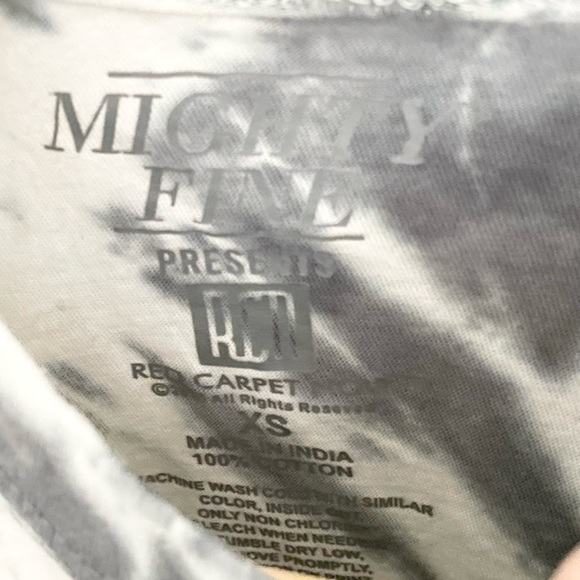 MIGHTY
FINE
PRESENTS
RCH
RED CARPET
© All Rights Reserved
XS
MADE IN INDIA
100% COTTON
MACHINE WASH COLD WITH SIMILAR
COLOR, INSIDE OUT.
ONLY NON CHLORINE
BLEACH WHEN NEEDED
TUMBLE DRY LOW.
REMOVE PROMPTLY.